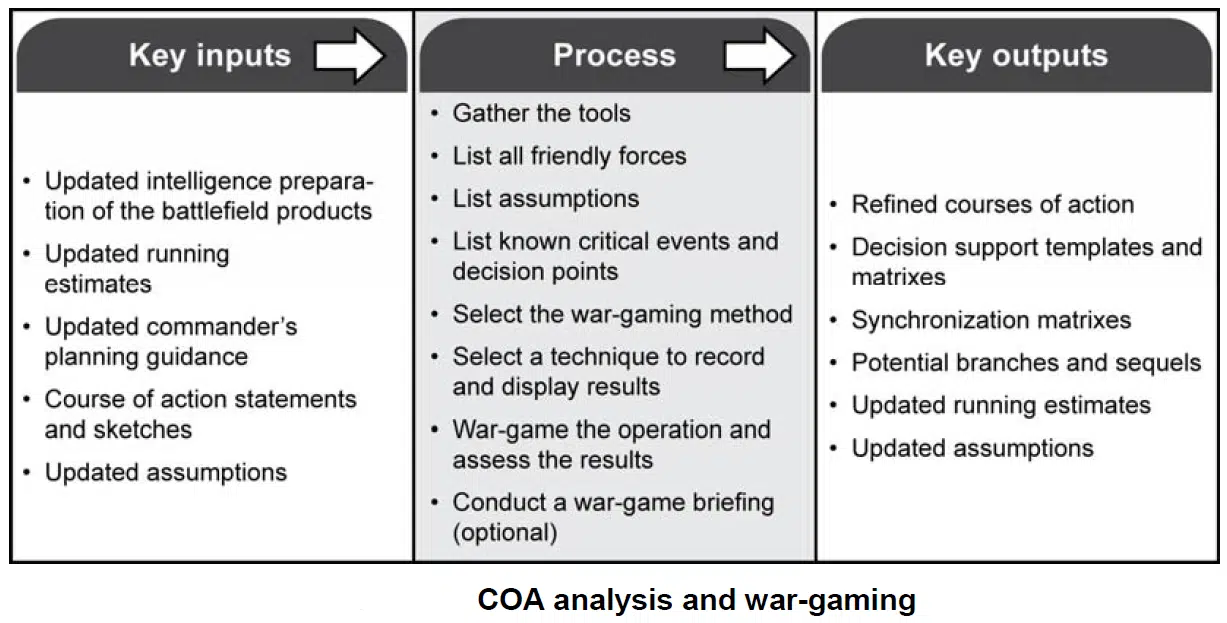 Key inputs
• Updated intelligence prepara-
tion of the battlefield products
• Updated running
estimates
• Updated commander's
planning guidance
• Course of action statements
and sketches
• Updated assumptions
Process
• Gather the tools
• List all friendly forces
• List assumptions
• List known critical events and
decision points
• Select the war-gaming method
• Select a technique to record
and display results
• War-game the operation and
assess the results
• Conduct a war-game briefing
(optional)
Key outputs
• Refined courses of action
• Decision support templates and
matrixes
• Synchronization matrixes
• Potential branches and sequels
• Updated running estimates
• Updated assumptions
COA analysis and war-gaming